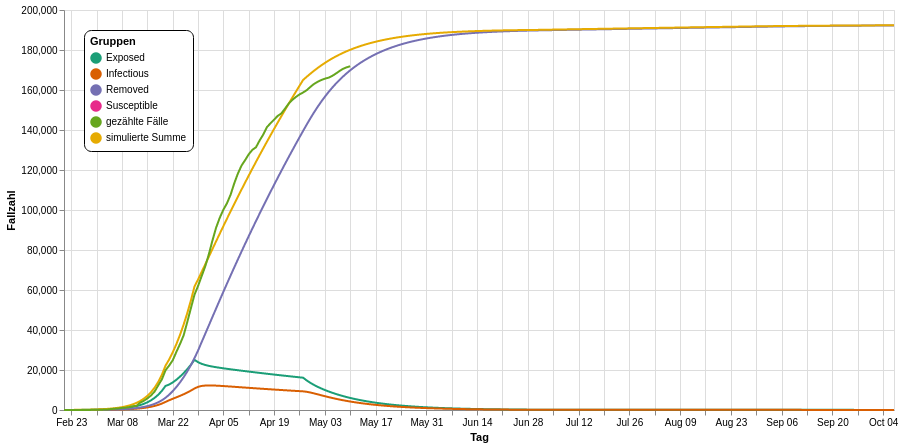 200,000
180,000
160,000
140,000
120,000
100,000
80,000
60,000
40,000
20,000
0
Fallzahl
Gruppen
Exposed
Infectious
Removed
Susceptible
gezählte Fälle
simulierte Summe
Feb 23 Mar 08 Mar 22 Apr 05 Apr 19 May 03 May 17 May 31 Jun 14 Jun 28 Jul 12 Jul 26 Aug 09 Aug 23 Sep 06 Sep 20 Oct 04
Tag